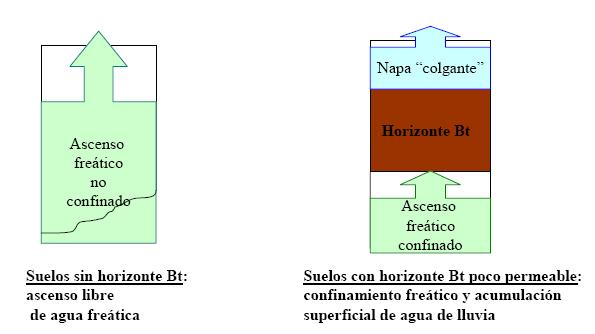 Ascenso
freático
no
confinado
Napa “colgante”
Horizonte Bt
Ascenso
freático
confinado
Suelos sin horizonte Bt:
ascenso libre
de agua freática
Suelos con horizonte Bt poco permeable:
confinamiento freático y acumulación
superficial de agua de lluvia